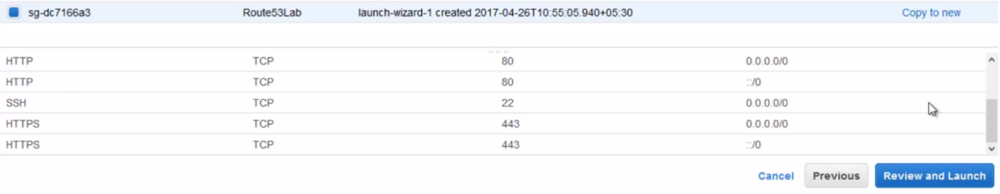 sg-dc7166a3 Route53Lab launch-wizard-1 created 2017-04-26T10:55:05.940+05:30 Copy to new
HTTP TCP 80 0.0.0.0/0
HTTP TCP 80 ::/0
SSH TCP 22 0.0.0.0/0
HTTPS TCP 443 0.0.0.0/0
HTTPS TCP 443 ::/0
Cancel Previous Review and Launch